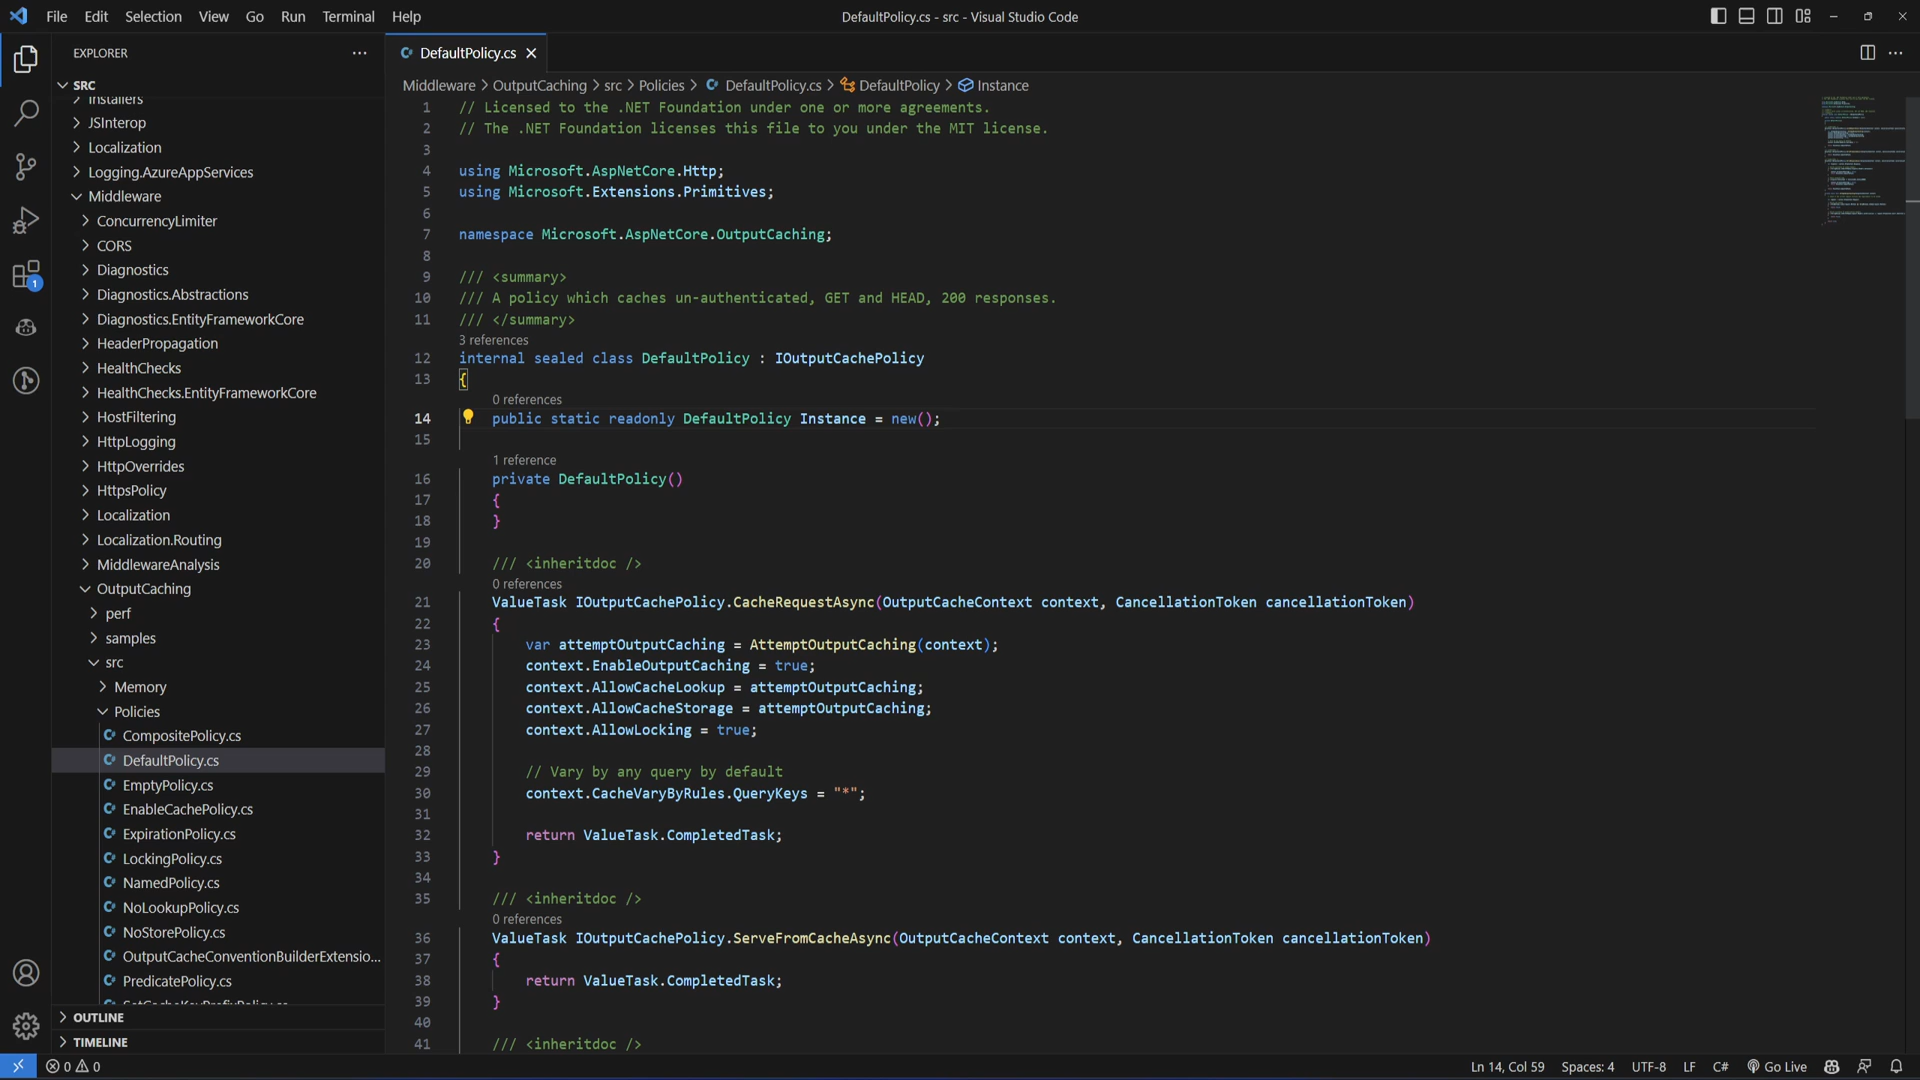 File Edit Selection View Go Run Terminal Help
DefaultPolicy.cs - src - Visual Studio Code
EXPLORER
SRC
Installers
JSInterop
Localization
Logging.AzureAppServices
Middleware
ConcurrencyLimiter
CORS
Diagnostics
Diagnostics.Abstractions
Diagnostics.EntityFrameworkCore
HeaderPropagation
HealthChecks
HealthChecks.EntityFrameworkCore
HostFiltering
HttpLogging
HttpOverrides
HttpsPolicy
Localization
Localization.Routing
MiddlewareAnalysis
OutputCaching
perf
samples
src
Memory
Policies
CompositePolicy.cs
DefaultPolicy.cs
EmptyPolicy.cs
EnableCachePolicy.cs
ExpirationPolicy.cs
LockingPolicy.cs
NamedPolicy.cs
NoLookupPolicy.cs
NoStorePolicy.cs
OutputCacheConventionBuilderExtensio...
PredicatePolicy.cs
SetCacheKeyPrefixPolicy.cs
OUTLINE
TIMELINE
1
DefaultPolicy.cs
Middleware > OutputCaching > src > Policies > DefaultPolicy.cs > DefaultPolicy > Instance
1 // Licensed to the .NET Foundation under one or more agreements.
2 // The .NET Foundation licenses this file to you under the MIT license.
3
4 using Microsoft.AspNetCore.Http;
5 using Microsoft.Extensions.Primitives;
6
7 namespace Microsoft.AspNetCore.OutputCaching;
8
9 /// <summary>
10 /// A policy which caches un-authenticated, GET and HEAD, 200 responses.
11 /// </summary>
3 references
12 internal sealed class DefaultPolicy : IOutputCachePolicy
13 {
0 references
14 public static readonly DefaultPolicy Instance = new();
15
1 reference
16 private DefaultPolicy()
17 {
18 }
19
20 /// <inheritdoc />
0 references
21 ValueTask IOutputCachePolicy.CacheRequestAsync(OutputCacheContext context, CancellationToken cancellationToken)
22 {
23 var attemptOutputCaching = AttemptOutputCaching(context);
24 context.EnableOutputCaching = true;
25 context.AllowCacheLookup = attemptOutputCaching;
26 context.AllowCacheStorage = attemptOutputCaching;
27 context.AllowLocking = true;
28
29 // Vary by any query by default
30 context.CacheVaryByRules.QueryKeys = "*";
31
32 return ValueTask.CompletedTask;
33 }
34
35 /// <inheritdoc />
0 references
36 ValueTask IOutputCachePolicy.ServeFromCacheAsync(OutputCacheContext context, CancellationToken cancellationToken)
37 {
38 return ValueTask.CompletedTask;
39 }
40
41 /// <inheritdoc />
0 0
Ln 14, Col 59 Spaces: 4 UTF-8 LF C# Go Live